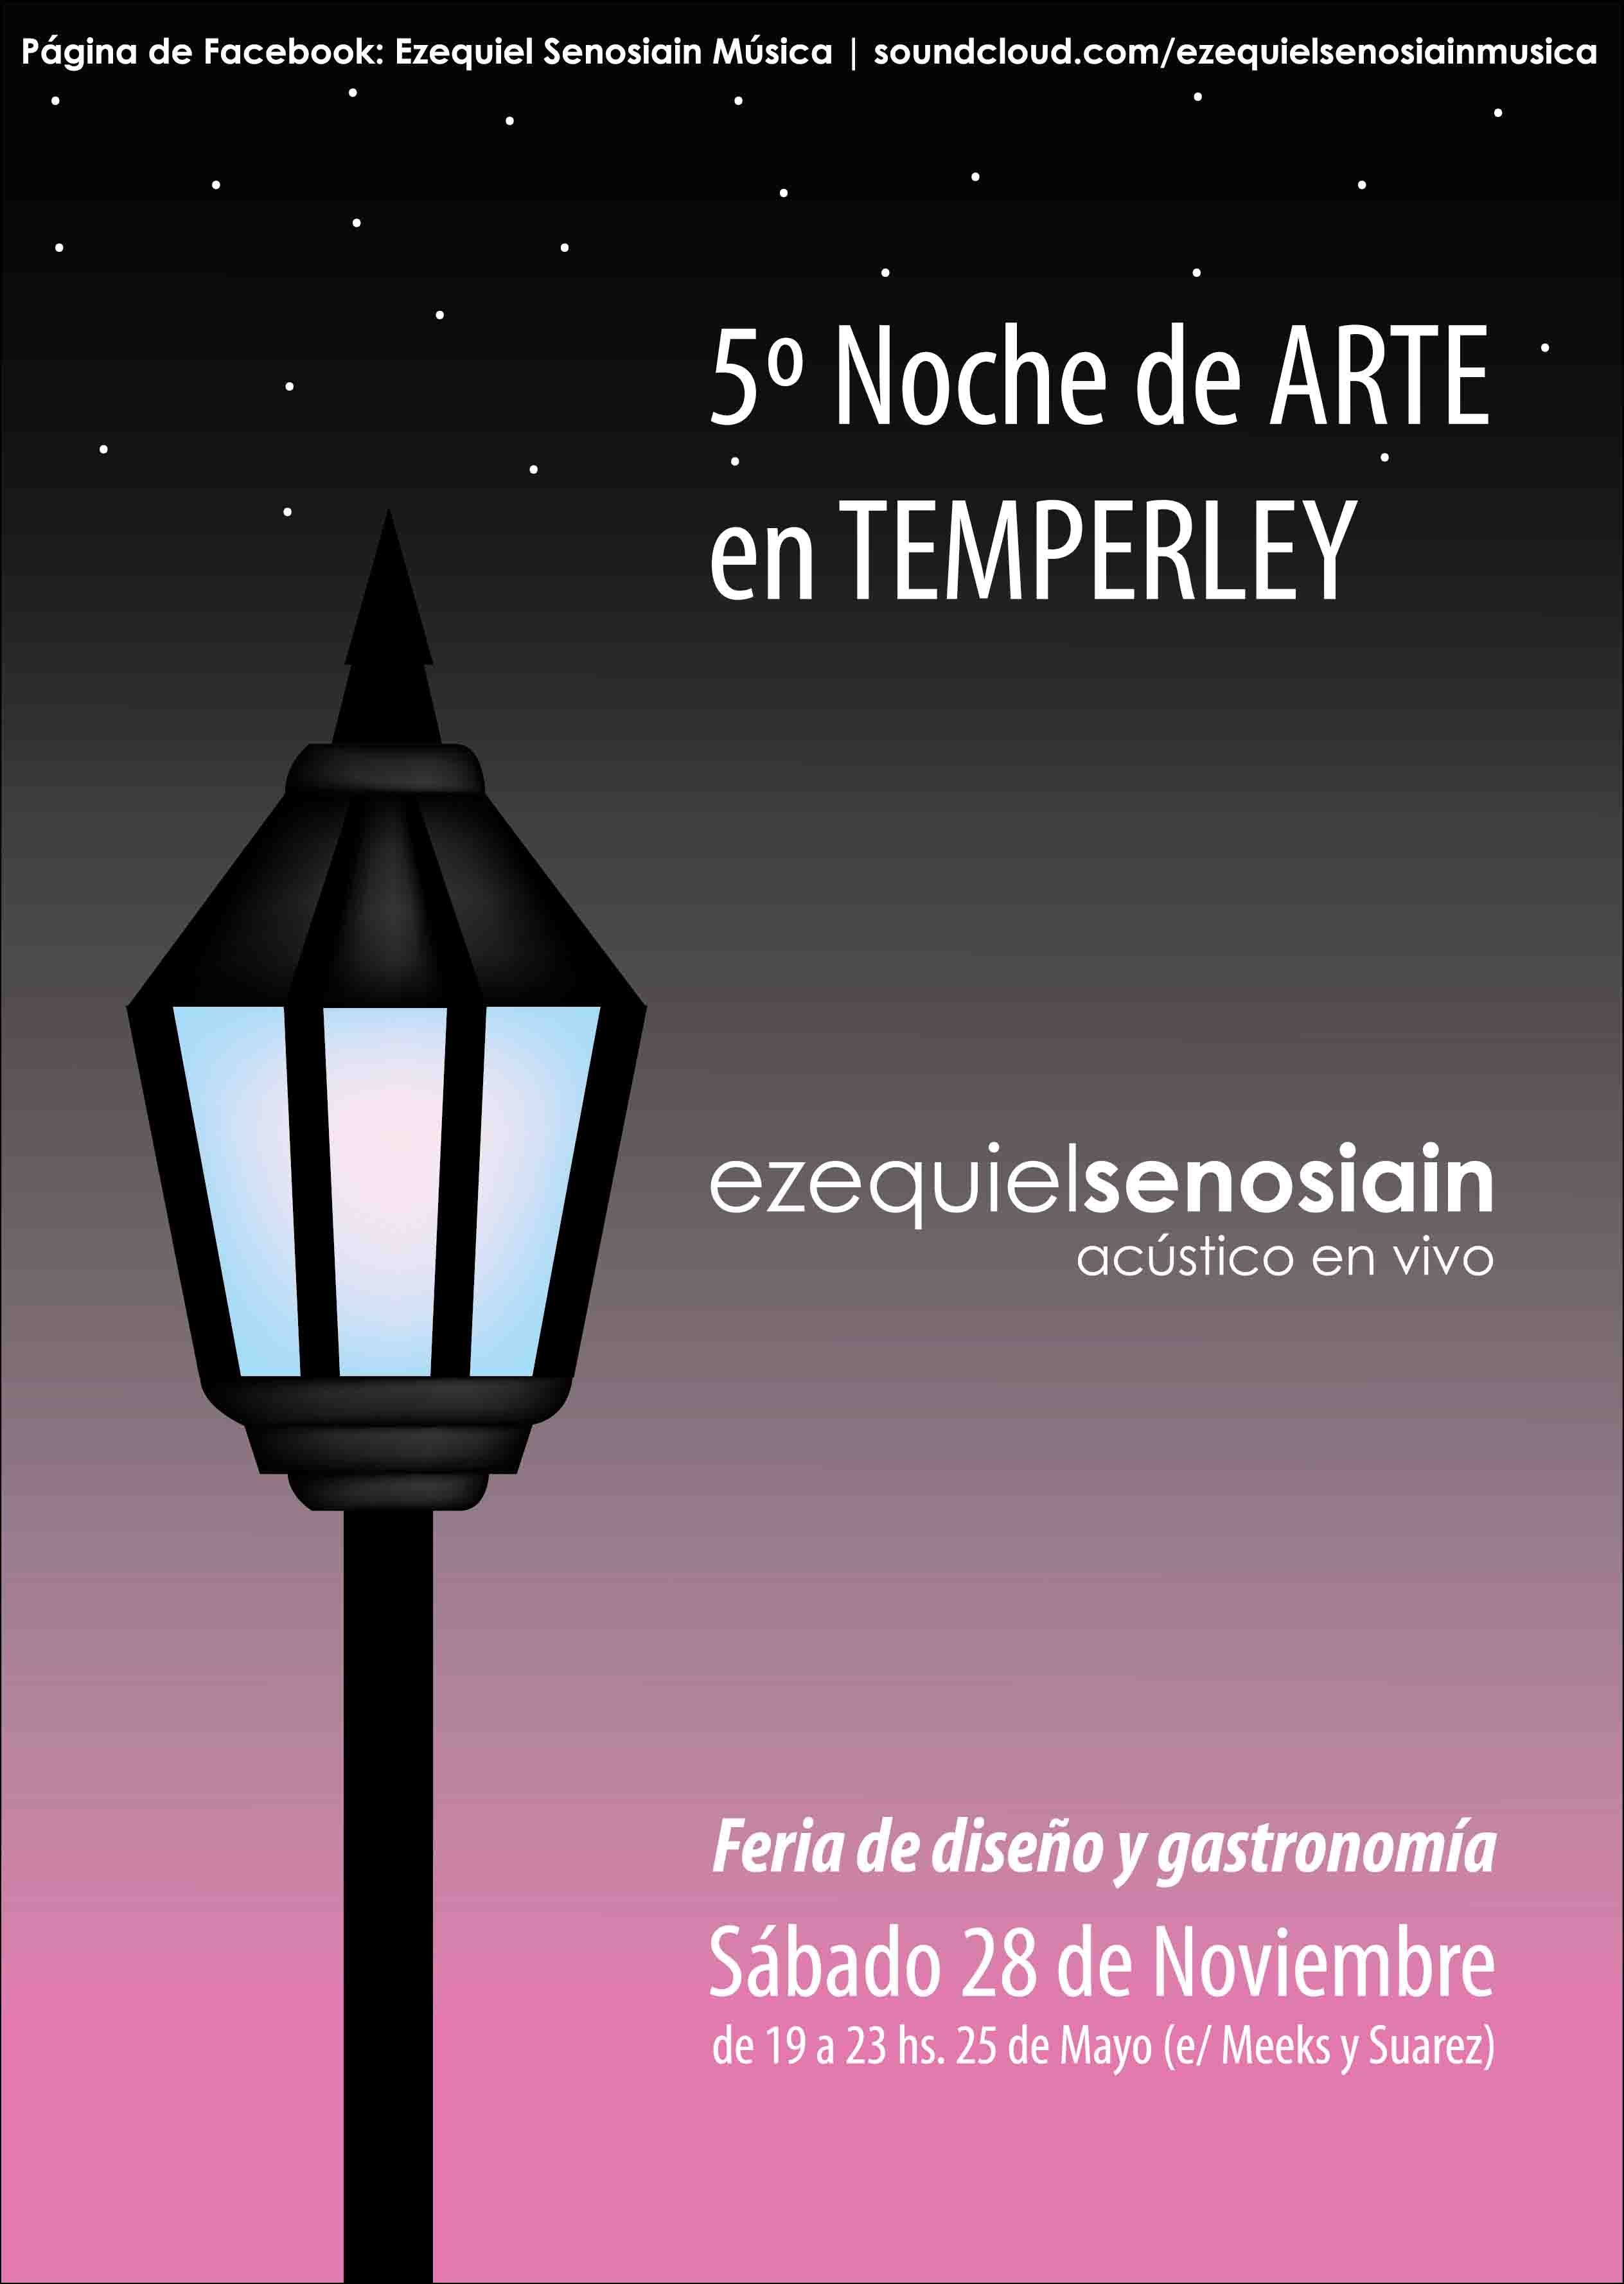 Página de Facebook: Ezequiel Senosiain Música | soundcloud.com/ezequielsenosiainmusica
5º Noche de ARTE
en TEMPERLEY
ezequielsenosiain
acústico en vivo
Feria de diseño y gastronomía
Sábado 28 de Noviembre
de 19 a 23 hs. 25 de Mayo (e/ Meeks y Suarez)